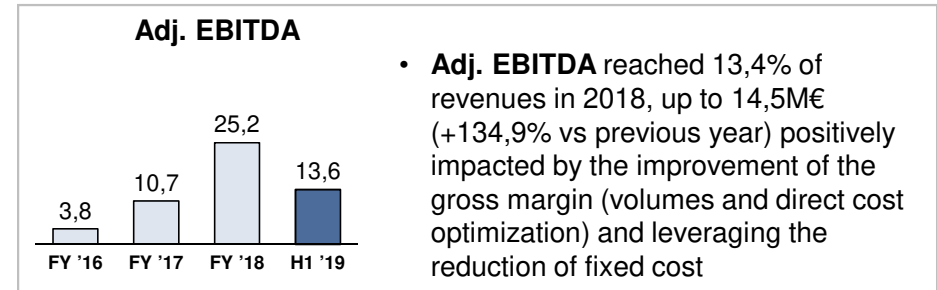 Adj. EBITDA
25,2
13,6
10,7
3,8
FY '16 FY '17 FY '18 H1 '19
• Adj. EBITDA reached 13,4% of
revenues in 2018, up to 14,5M€
(+134,9% vs previous year) positively
impacted by the improvement of the
gross margin (volumes and direct cost
optimization) and leveraging the
reduction of fixed cost